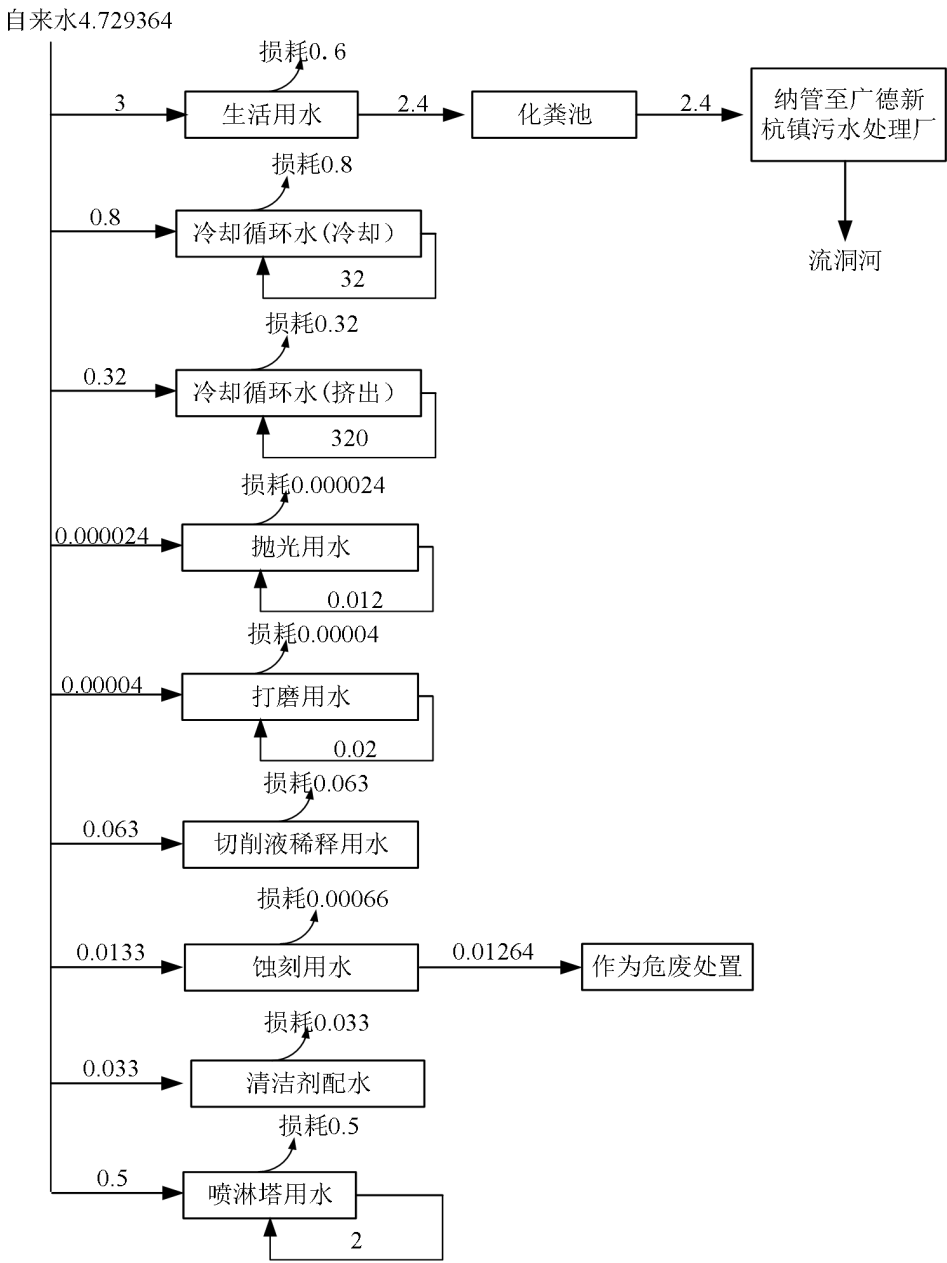 自来水4.729364
损耗0.6
3
生活用水
2.4
化粪池
2.4
纳管至广德新
杭镇污水处理厂
流洞河
损耗0.8
0.8
冷却循环水(冷却）
32
损耗0.32
0.32
冷却循环水(挤出）
320
损耗0.000024
0.000024
抛光用水
0.012
损耗0.00004
0.00004
打磨用水
0.02
损耗0.063
0.063
切削液稀释用水
损耗0.00066
0.0133
蚀刻用水
0.01264
作为危废处置
损耗0.033
0.033
清洁剂配水
损耗0.5
0.5
喷淋塔用水
2